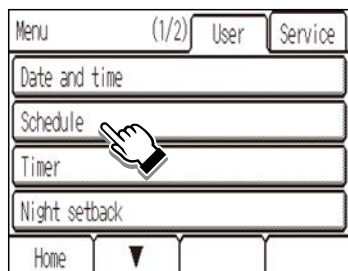 Menu (1/2) User Service
Date and time
Schedule
Timer
Night setback
Home ▼